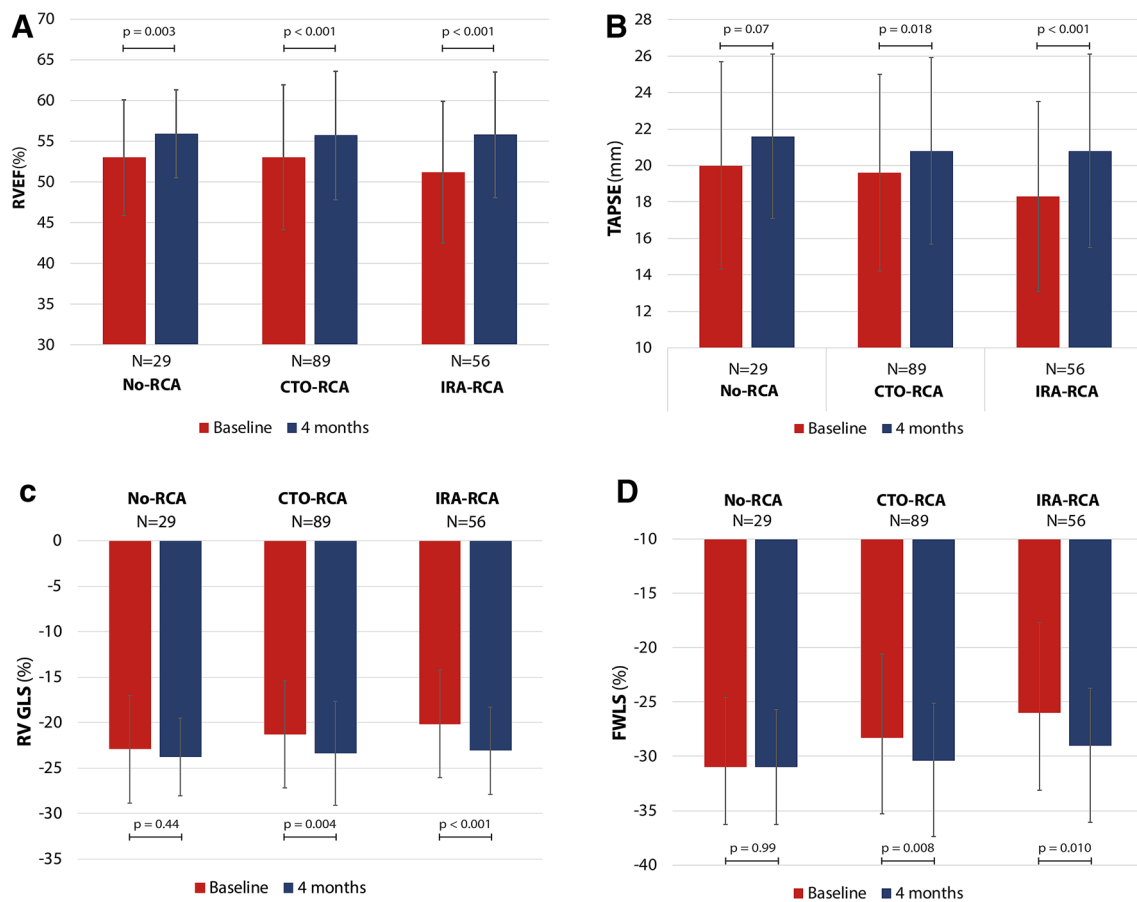 A
70
65
60
55
50
45
40
35
30
RVEF(%)
p = 0.003
p < 0.001
p < 0.001
N=29
N=89
N=56
No-RCA
CTO-RCA
IRA-RCA
Baseline
4 months
B
28
26
24
22
20
18
16
14
12
10
TAPSE (mm)
p = 0.07
p = 0.018
p < 0.001
N=29
N=89
N=56
No-RCA
CTO-RCA
IRA-RCA
Baseline
4 months
c
No-RCA
CTO-RCA
IRA-RCA
N=29
N=89
N=56
0
-5
-10
-15
-20
-25
-30
-35
RV GLS (%)
p = 0.44
p = 0.004
p < 0.001
Baseline
4 months
D
No-RCA
CTO-RCA
IRA-RCA
N=29
N=89
N=56
-10
-15
-20
-25
-30
-35
-40
FWLS (%)
p = 0.99
p = 0.008
p = 0.010
Baseline
4 months